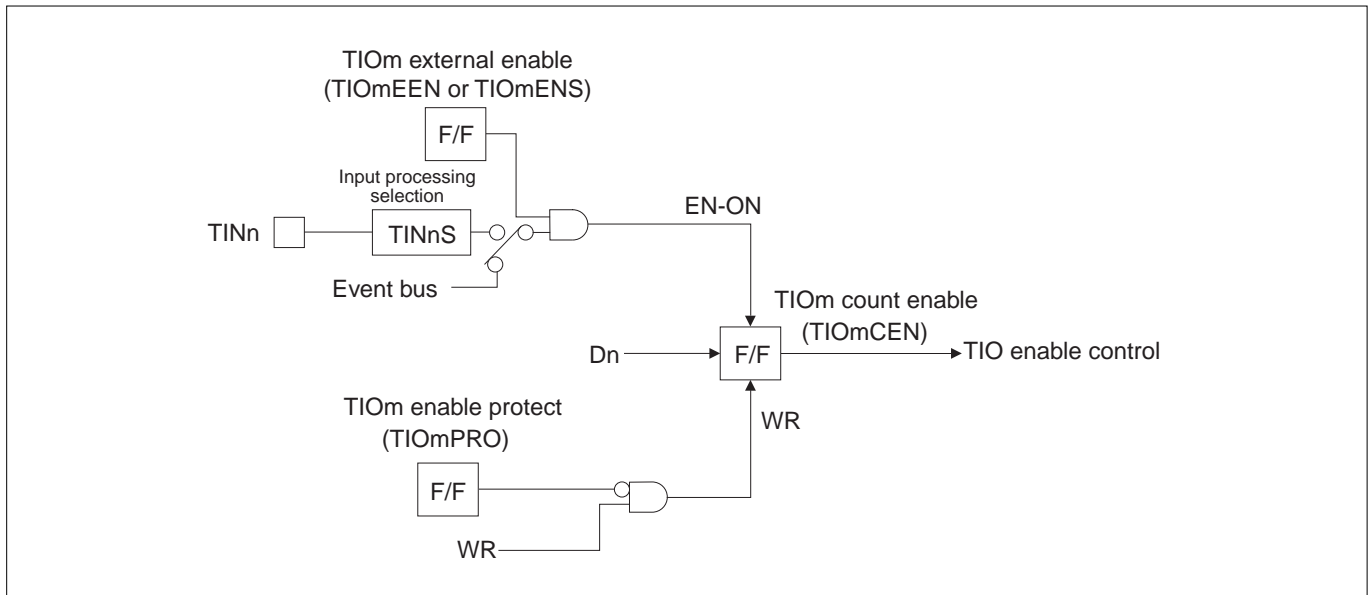 TIOm external enable
(TIOmEEN or TIOmENS)
F/F
Input processing
selection
EN-ON
TINn
TINnS
Event bus
TIOm count enable
(TIOmCEN)
Dn
F/F
TIO enable control
TIOm enable protect
(TIOmPRO)
WR
F/F
WR